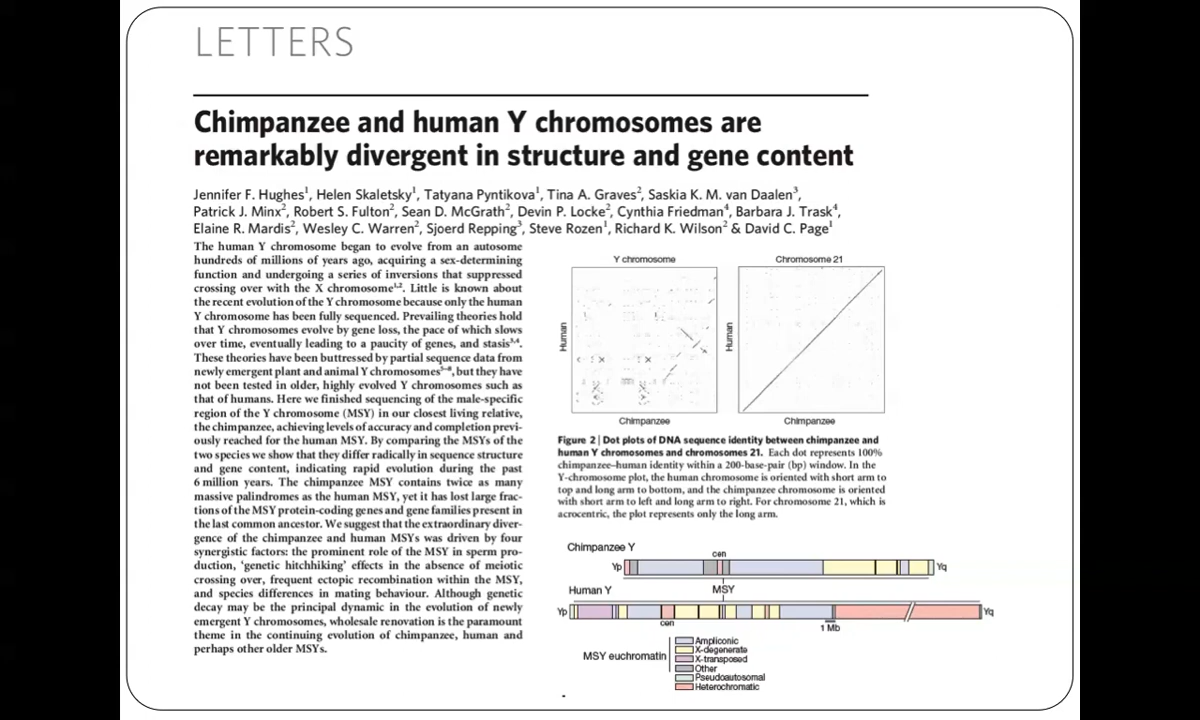 LETTERS
Chimpanzee and human Y chromosomes are
remarkably divergent in structure and gene content
Jennifer F. Hughes1, Helen Skaletsky1, Tatyana Pyntikova1, Tina A. Graves2, Saskia K. M. van Daalen3,
Patrick J. Minx2, Robert S. Fulton2, Sean D. McGrath2, Devin P. Locke2, Cynthia Friedman4, Barbara J. Trask4,
Elaine R. Mardis2, Wesley C. Warren2, Sjoerd Repping3, Steve Rozen1, Richard K. Wilson2 & David C. Page1
The human Y chromosome began to evolve from an autosome
hundreds of millions of years ago, acquiring a sex-determining
function and undergoing a series of inversions that suppressed
crossing over with the X chromosome1,2. Little is known about
the recent evolution of the Y chromosome because only the human
Y chromosome has been fully sequenced. Prevailing theories hold
that Y chromosomes evolve by gene loss, the pace of which slows
over time, eventually leading to a paucity of genes, and stasis3,4.
These theories have been buttressed by partial sequence data from
newly emergent plant and animal Y chromosomes5–8, but they have
not been tested in older, highly evolved Y chromosomes such as
that of humans. Here we finished sequencing of the male-specific
region of the Y chromosome (MSY) in our closest living relative,
the chimpanzee, achieving levels of accuracy and completion previ-
ously reached for the human MSY. By comparing the MSYs of the
two species we show that they differ radically in sequence structure
and gene content, indicating rapid evolution during the past
6 million years. The chimpanzee MSY contains twice as many
massive palindromes as the human MSY, yet it has lost large frac-
tions of the MSY protein-coding genes and gene families present in
the last common ancestor. We suggest that the extraordinary diver-
gence of the chimpanzee and human MSYs was driven by four
synergistic factors: the prominent role of the MSY in sperm pro-
duction, ‘genetic hitchhiking’ effects in the absence of meiotic
crossing over, frequent ectopic recombination within the MSY,
and species differences in mating behaviour. Although genetic
decay may be the principal dynamic in the evolution of newly
emergent Y chromosomes, wholesale renovation is the paramount
theme in the continuing evolution of chimpanzee, human and
perhaps other older MSYs.
Y chromosome
Chromosome 21
Human
Human
Chimpanzee
Chimpanzee
Figure 2 | Dot plots of DNA sequence identity between chimpanzee and
human Y chromosomes and chromosomes 21. Each dot represents 100%
chimpanzee–human identity within a 200-base-pair (bp) window. In the
Y-chromosome plot, the human chromosome is oriented with short arm to
top and long arm to bottom, and the chimpanzee chromosome is oriented
with short arm to left and long arm to right. For chromosome 21, which is
acrocentric, the plot represents only the long arm.
Chimpanzee Y
cen
Yp
Yq
Human Y
MSY
Yp
Yq
cen
1 Mb
MSY euchromatin
Ampliconic
X-degenerate
X-transposed
Other
Pseudoautosomal
Heterochromatic